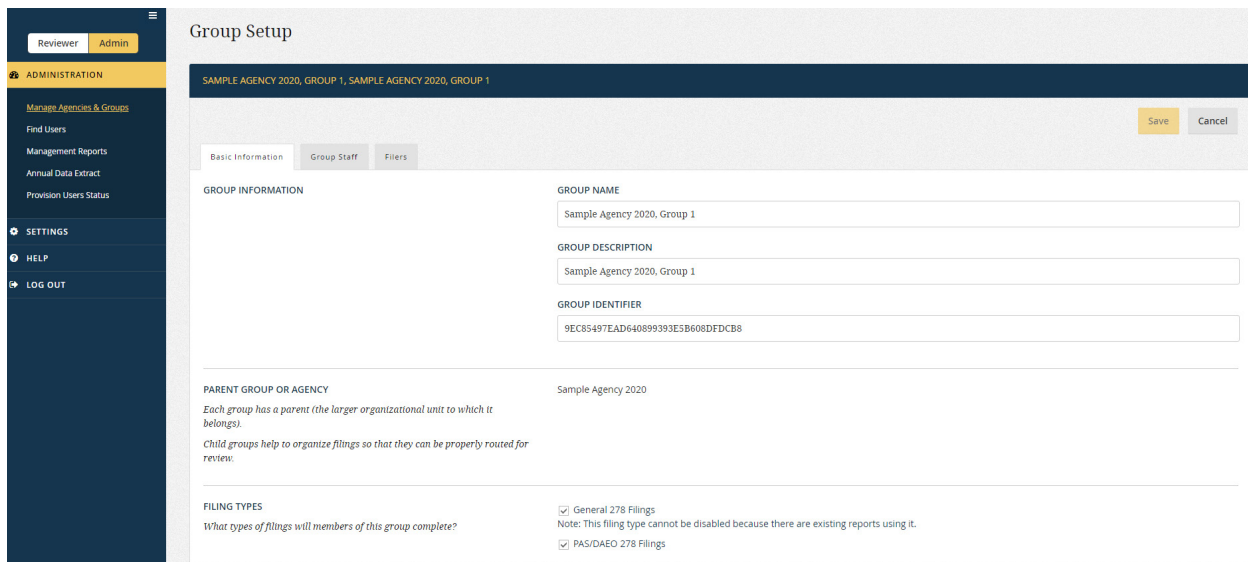 Reviewer Admin
ADMINISTRATION
Manage Agencies & Groups
Find Users
Management Reports
Annual Data Extract
Provision Users Status
SETTINGS
HELP
LOG OUT
Group Setup
SAMPLE AGENCY 2020, GROUP 1, SAMPLE AGENCY 2020, GROUP 1
Save Cancel
Basic Information Group Staff Filers
GROUP INFORMATION
GROUP NAME
Sample Agency 2020, Group 1
GROUP DESCRIPTION
Sample Agency 2020, Group 1
GROUP IDENTIFIER
9EC85497EAD640899393E5B608DFDCB8
PARENT GROUP OR AGENCY
Each group has a parent (the larger organizational unit to which it
belongs).
Child groups help to organize filings so that they can be properly routed for
review.
Sample Agency 2020
FILING TYPES
What types of filings will members of this group complete?
General 278 Filings
Note: This filing type cannot be disabled because there are existing reports using it.
PAS/DAEO 278 Filings